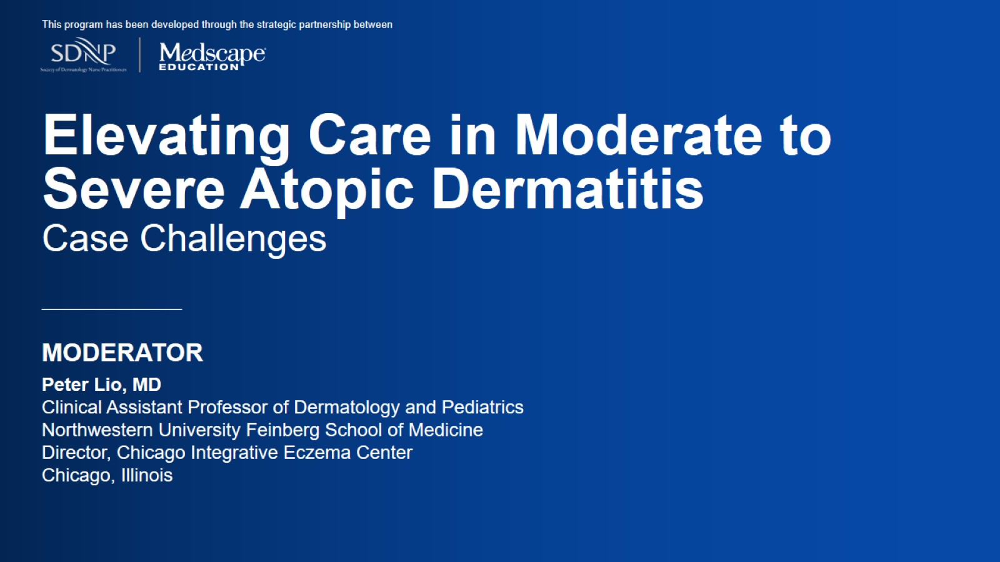 This program has been developed through the strategic partnership between
SDNP
Society of Dermatology Nurse Practitioners
Medscape
EDUCATION
Elevating Care in Moderate to
Severe Atopic Dermatitis
Case Challenges
MODERATOR
Peter Lio, MD
Clinical Assistant Professor of Dermatology and Pediatrics
Northwestern University Feinberg School of Medicine
Director, Chicago Integrative Eczema Center
Chicago, Illinois